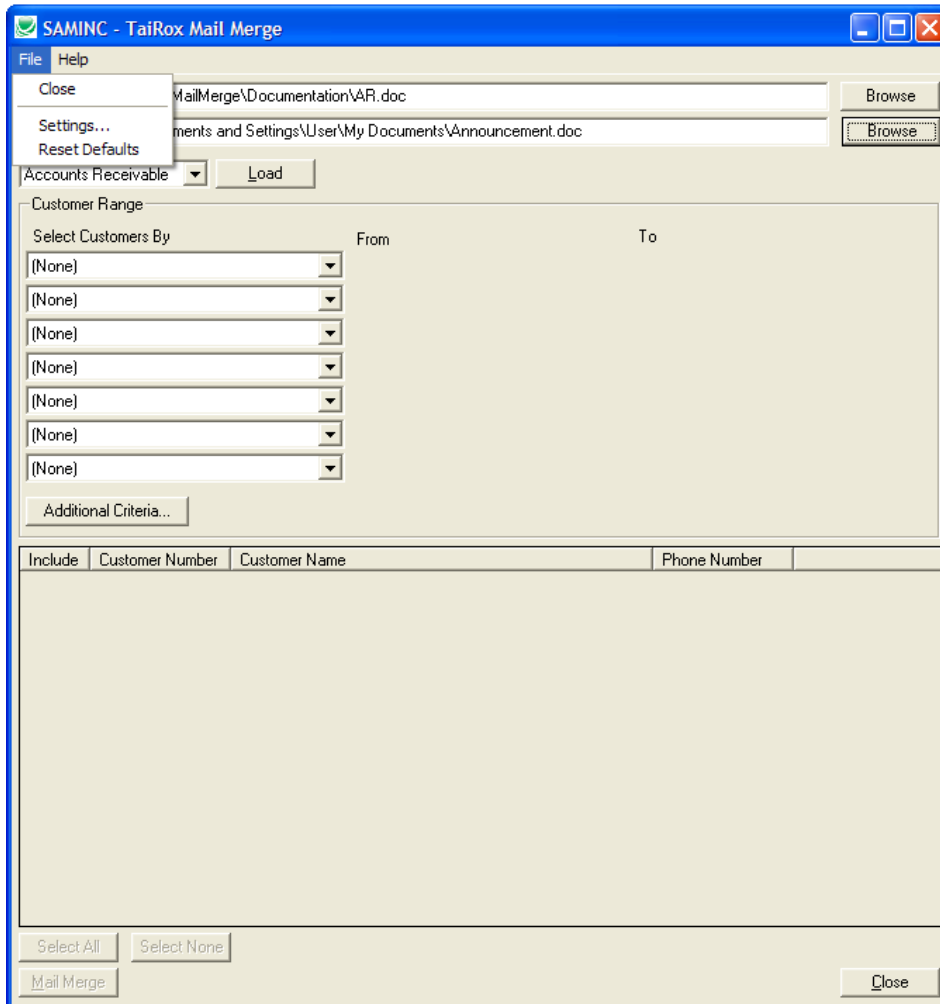 SAMINC - TaiRox Mail Merge
File Help
Close
Settings...
Reset Defaults
MailMerge\Documentation\AR.doc
Browse
ments and Settings\User\My Documents\Announcement.doc
Browse
Accounts Receivable
Load
Customer Range
Select Customers By From To
(None)
(None)
(None)
(None)
(None)
(None)
(None)
Additional Criteria...
Include Customer Number Customer Name Phone Number
Select All Select None
Mail Merge Close